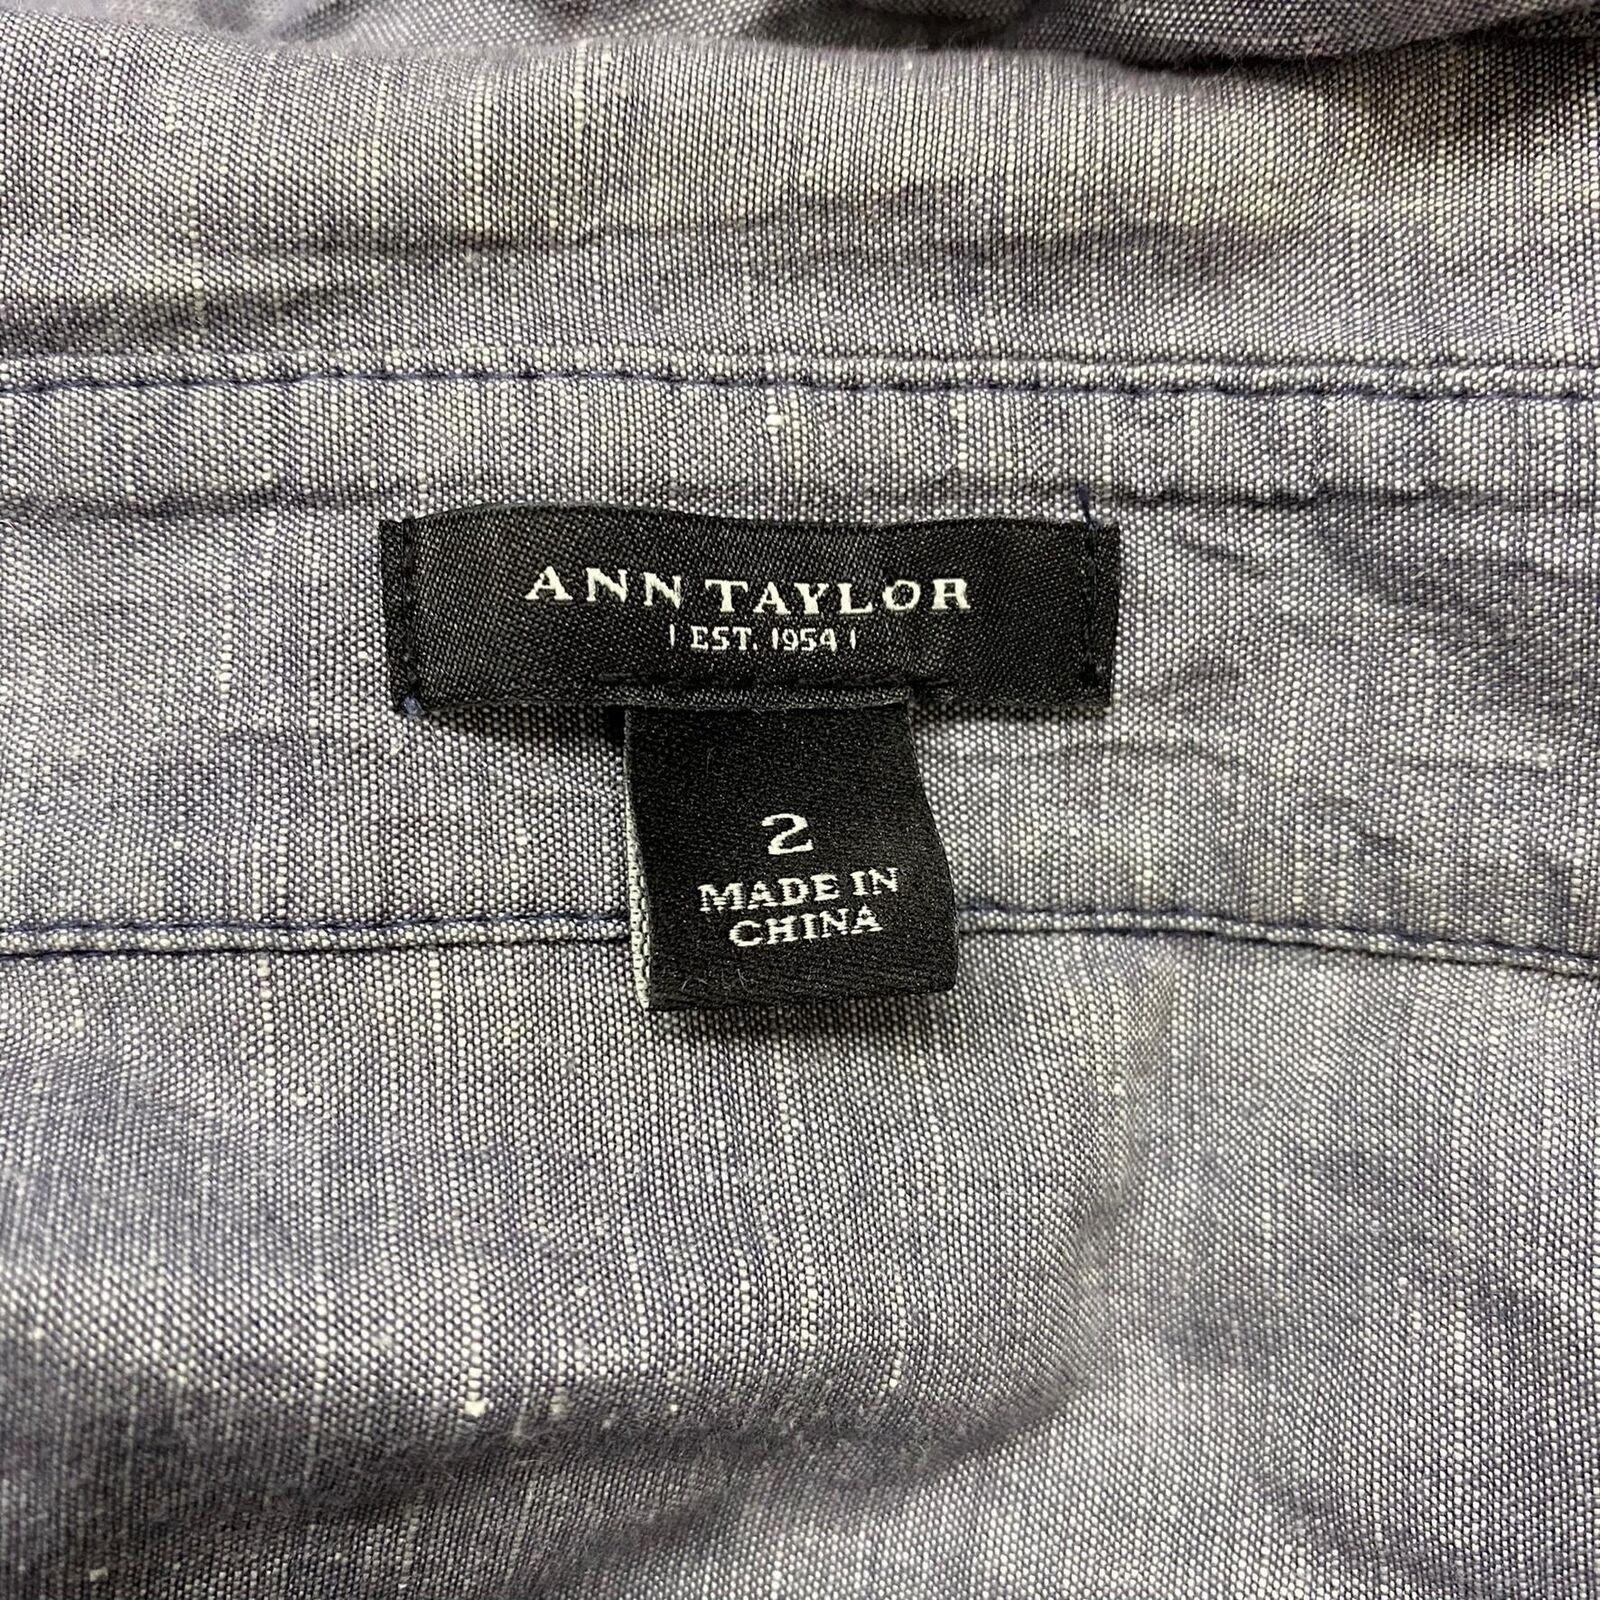 ANN TAYLOR
| EST. 1954 |
2
MADE IN
CHINA